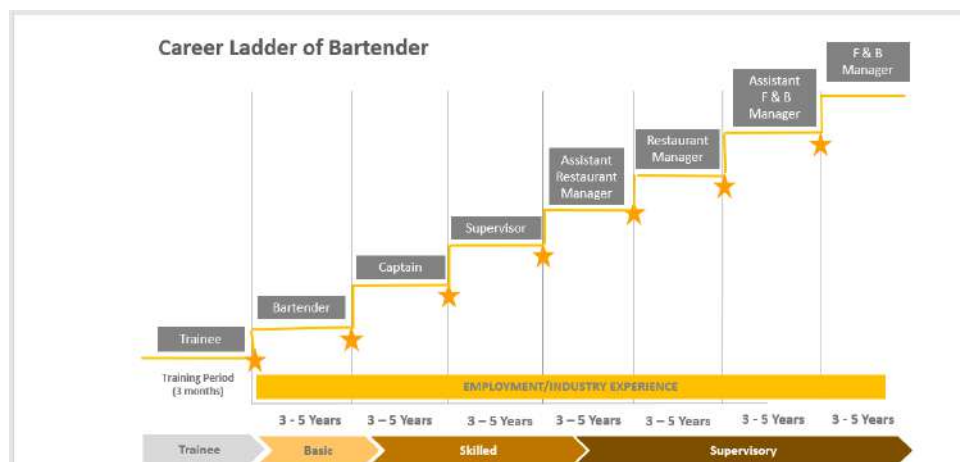 Career Ladder of Bartender
F & B
Manager
Assistant
F & B
Manager
Restaurant
Manager
Assistant
Restaurant
Manager
Supervisor
Captain
Bartender
Trainee
Training Period
(3 months)
EMPLOYMENT/INDUSTRY EXPERIENCE
3 - 5 Years
3 – 5 Years
3 – 5 Years
3 – 5 Years
3 - 5 Years
3 - 5 Years
3 - 5 Years
Trainee
Basic
Skilled
Supervisory